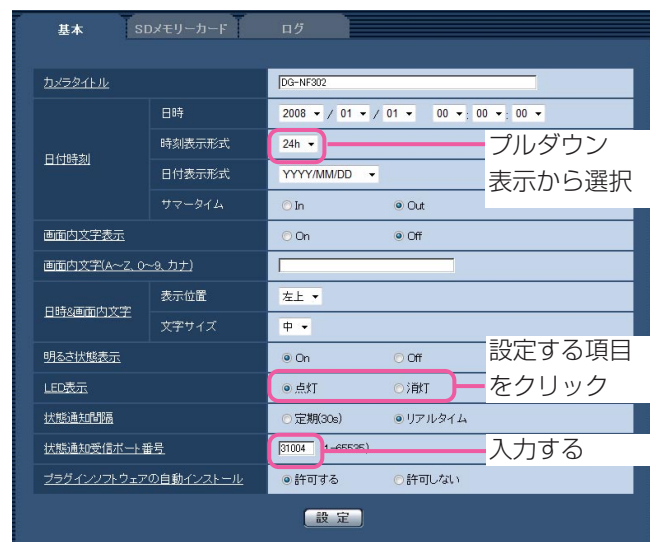 基本 SDメモリーカード ログ
カメラタイトル DG-NF302
日付時刻 日時 2008 / 01 / 01 00 : 00 : 00
時刻表示形式 24h
プルダウン
表示から選択
日付表示形式 YYYY/MM/DD
サマータイム In Out
画面内文字表示 On Off
画面内文字(A~Z、0~9、カナ)
日時&画面内文字 表示位置 左上
文字サイズ 中
明るさ状態表示 On Off
設定する項目
をクリック
LED表示 点灯 消灯
状態通知間隔 定期(30s) リアルタイム
状態通知受信ポート番号 31004 (1-65535)
入力する
プラグインソフトウェアの自動インストール 許可する 許可しない
設定